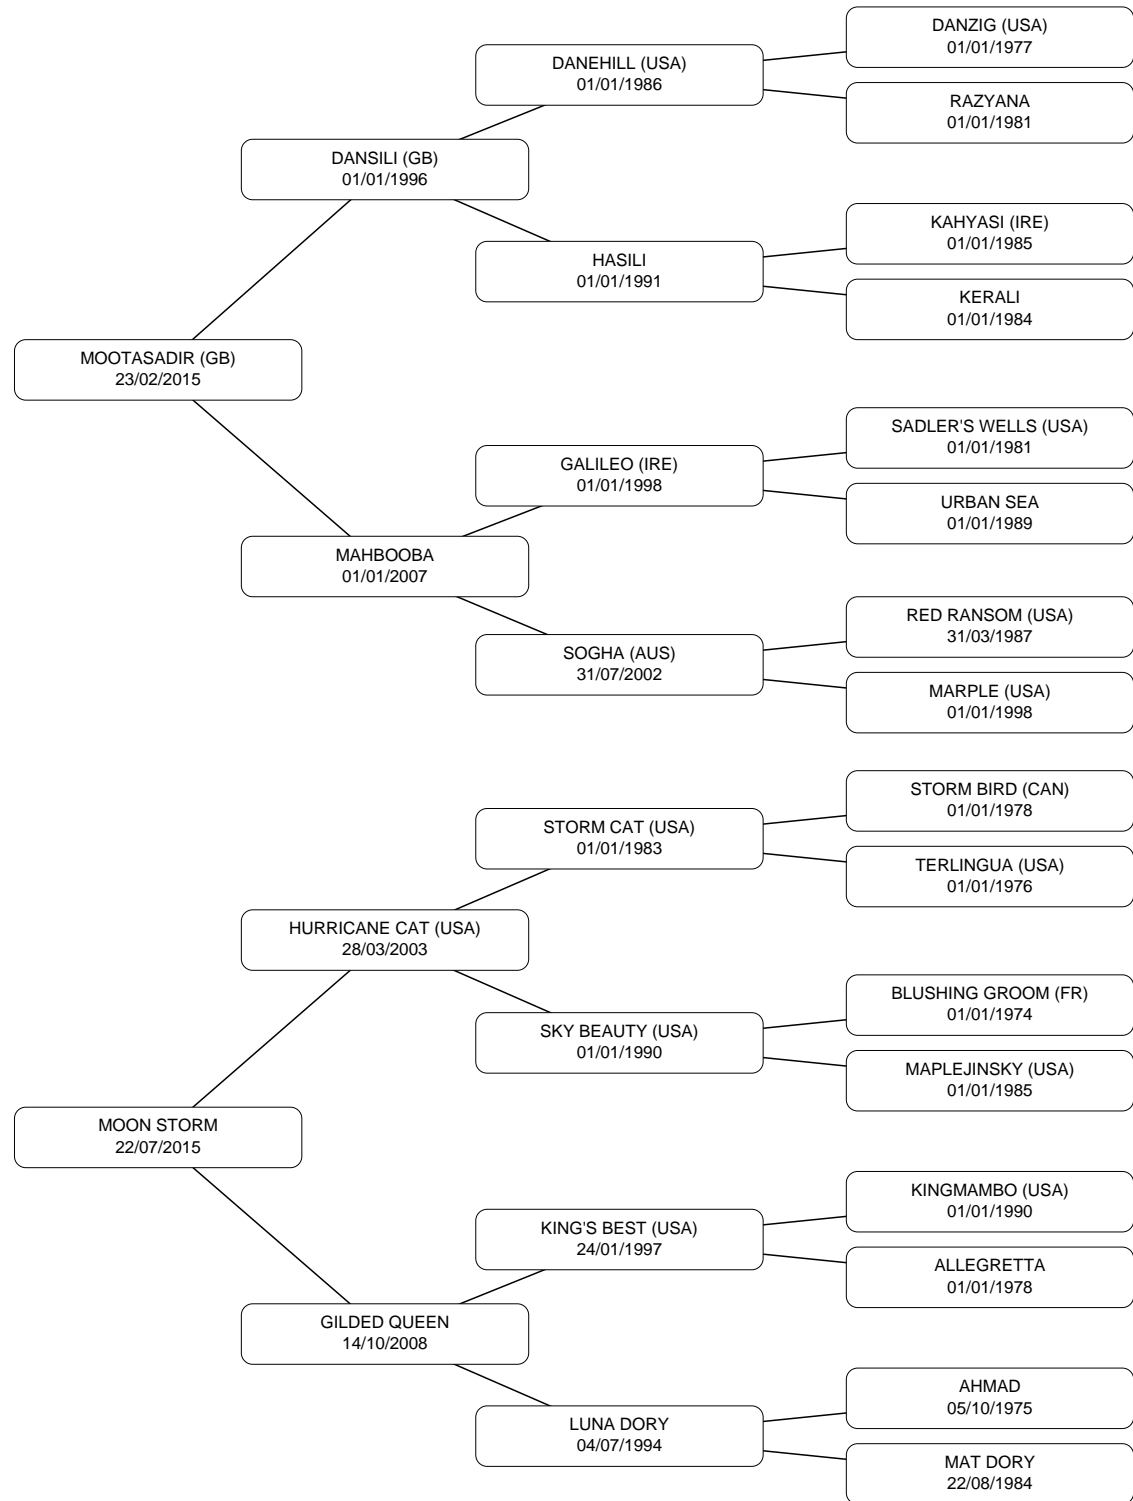 DANZIG (USA)
01/01/1977
DANEHILL (USA)
01/01/1986
RAZYANA
01/01/1981
DANSILI (GB)
01/01/1996
KAHYASI (IRE)
01/01/1985
HASILI
01/01/1991
KERALI
01/01/1984
MOOTASADIR (GB)
23/02/2015
SADLER'S WELLS (USA)
01/01/1981
GALILEO (IRE)
01/01/1998
URBAN SEA
01/01/1989
MAHBOOBA
01/01/2007
RED RANSOM (USA)
31/03/1987
SOGHA (AUS)
31/07/2002
MARPLE (USA)
01/01/1998
STORM BIRD (CAN)
01/01/1978
STORM CAT (USA)
01/01/1983
TERLINGUA (USA)
01/01/1976
HURRICANE CAT (USA)
28/03/2003
BLUSHING GROOM (FR)
01/01/1974
SKY BEAUTY (USA)
01/01/1990
MAPLEJINSKY (USA)
01/01/1985
MOON STORM
22/07/2015
KINGMAMBO (USA)
01/01/1990
KING'S BEST (USA)
24/01/1997
ALLEGRETTA
01/01/1978
GILDED QUEEN
14/10/2008
AHMAD
05/10/1975
LUNA DORY
04/07/1994
MAT DORY
22/08/1984